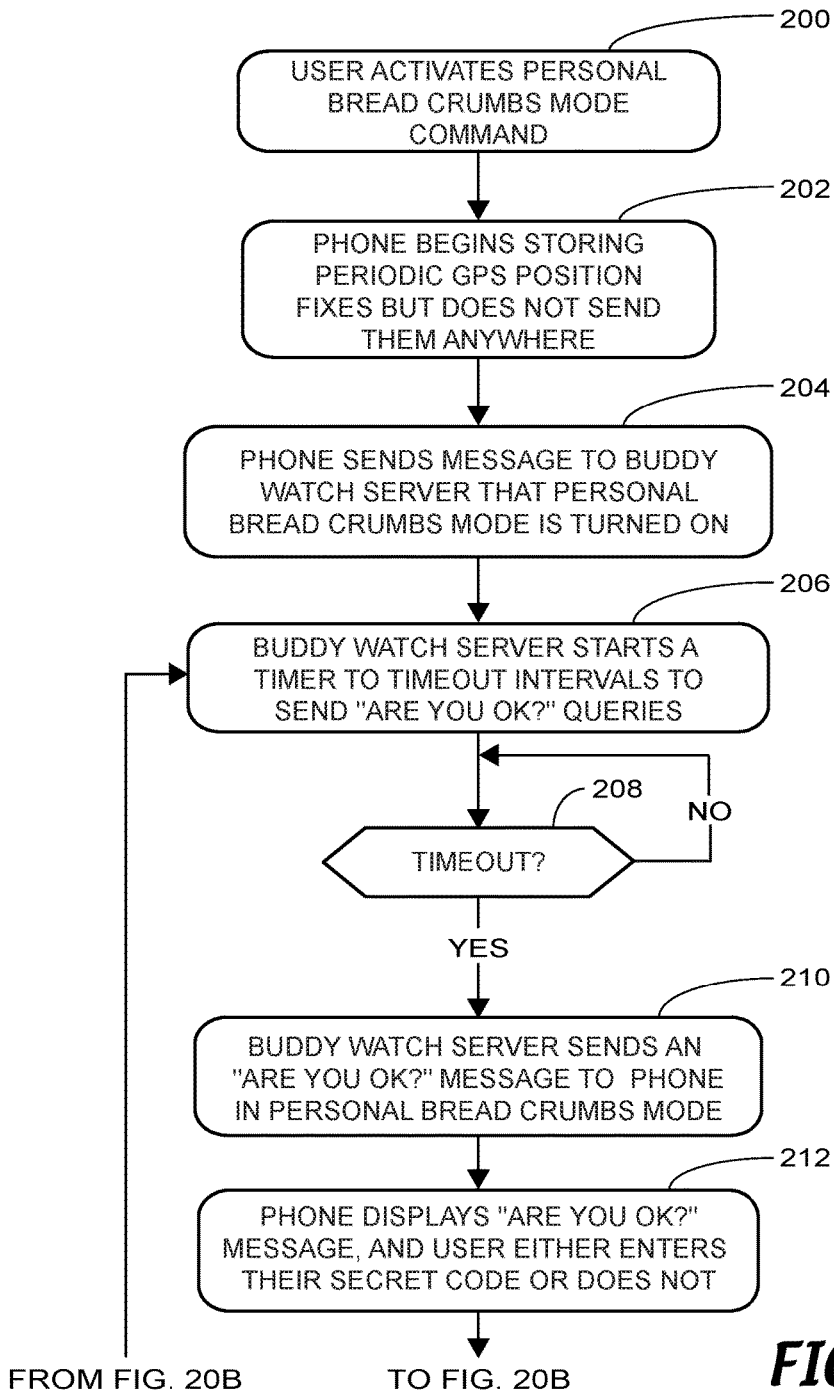 200
USER ACTIVATES PERSONAL
BREAD CRUMBS MODE
COMMAND
202
PHONE BEGINS STORING
PERIODIC GPS POSITION
FIXES BUT DOES NOT SEND
THEM ANYWHERE
204
PHONE SENDS MESSAGE TO BUDDY
WATCH SERVER THAT PERSONAL
BREAD CRUMBS MODE IS TURNED ON
206
BUDDY WATCH SERVER STARTS A
TIMER TO TIMEOUT INTERVALS TO
SEND "ARE YOU OK?" QUERIES
208
NO
TIMEOUT?
YES
210
BUDDY WATCH SERVER SENDS AN
"ARE YOU OK?" MESSAGE TO PHONE
IN PERSONAL BREAD CRUMBS MODE
212
PHONE DISPLAYS "ARE YOU OK?"
MESSAGE, AND USER EITHER ENTERS
THEIR SECRET CODE OR DOES NOT
FROM FIG. 20B TO FIG. 20B